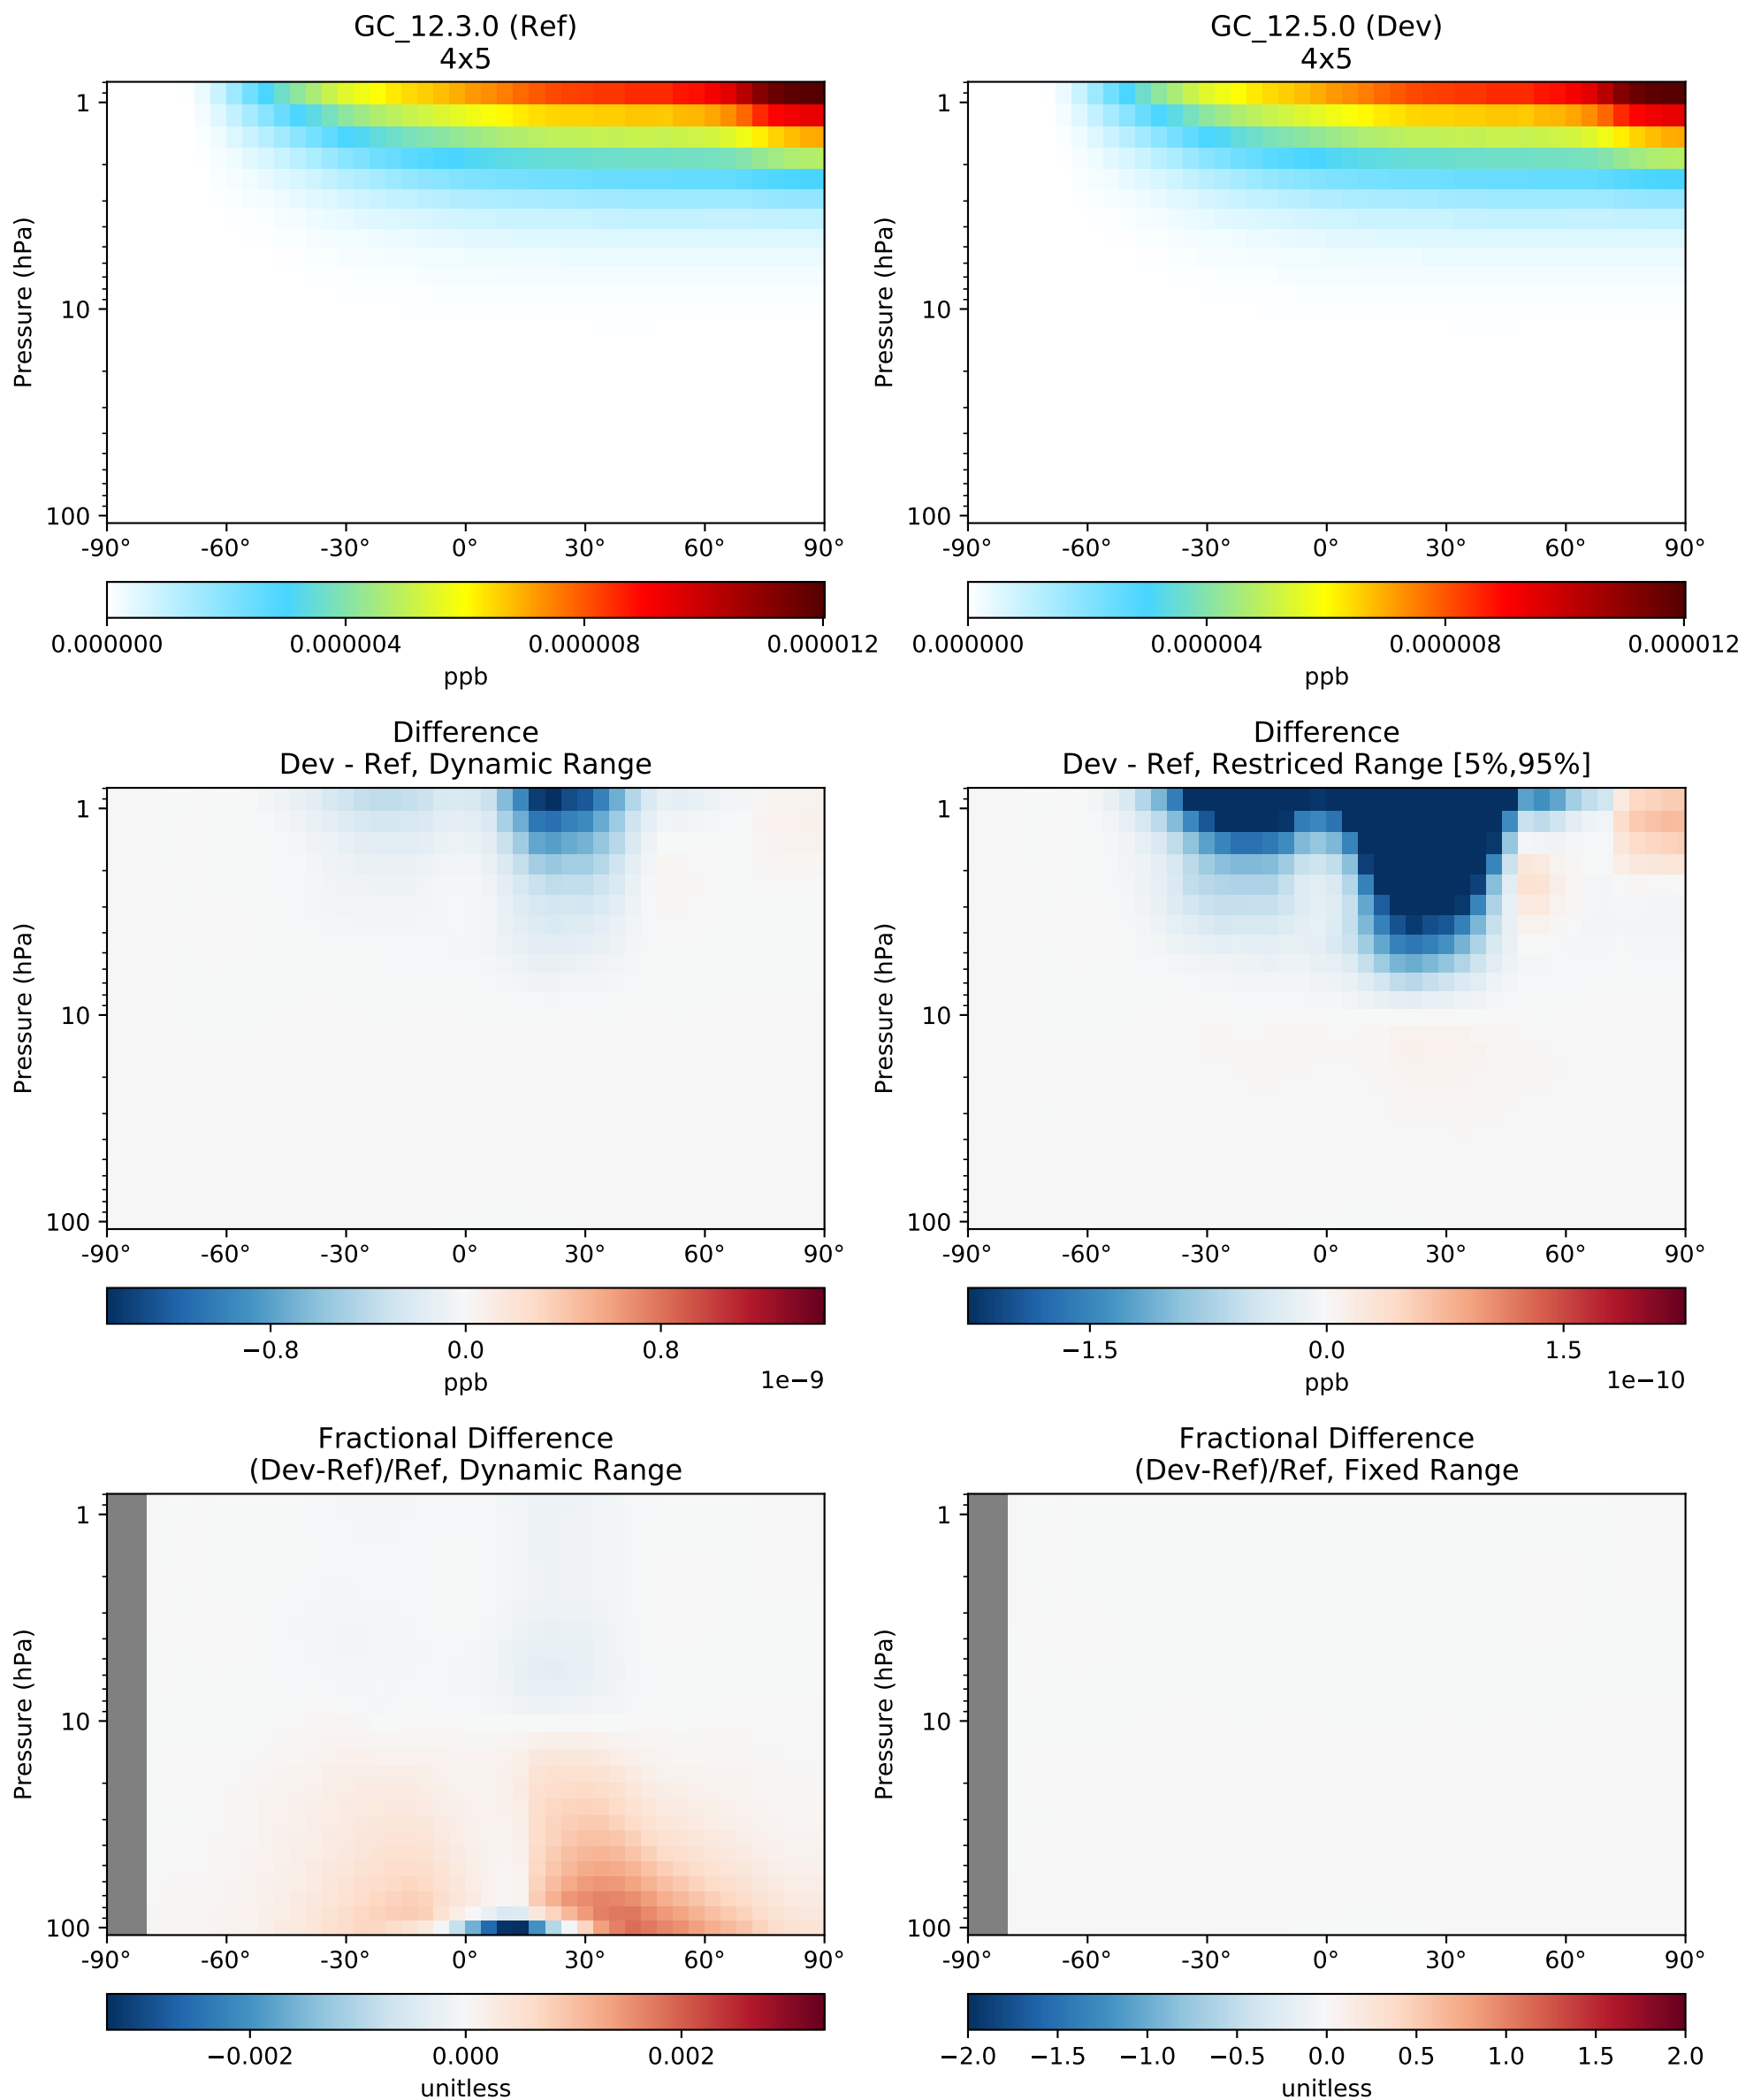 GC_12.3.0 (Ref)
4x5
GC_12.5.0 (Dev)
4x5
Pressure (hPa)
1
10
100
-90° -60° -30° 0° 30° 60° 90°
0.000000 0.000004 0.000008 0.000012
ppb
Pressure (hPa)
1
10
100
-90° -60° -30° 0° 30° 60° 90°
0.000000 0.000004 0.000008 0.000012
ppb
Difference
Dev - Ref, Dynamic Range
Pressure (hPa)
1
10
100
-90° -60° -30° 0° 30° 60° 90°
−0.8 0.0 0.8
1e−9
ppb
Difference
Dev - Ref, Restriced Range [5%,95%]
Pressure (hPa)
1
10
100
-90° -60° -30° 0° 30° 60° 90°
−1.5 0.0 1.5
1e−10
ppb
Fractional Difference
(Dev-Ref)/Ref, Dynamic Range
Pressure (hPa)
1
10
100
-90° -60° -30° 0° 30° 60° 90°
−0.002 0.000 0.002
unitless
Fractional Difference
(Dev-Ref)/Ref, Fixed Range
Pressure (hPa)
1
10
100
-90° -60° -30° 0° 30° 60° 90°
−2.0 −1.5 −1.0 −0.5 0.0 0.5 1.0 1.5 2.0
unitless